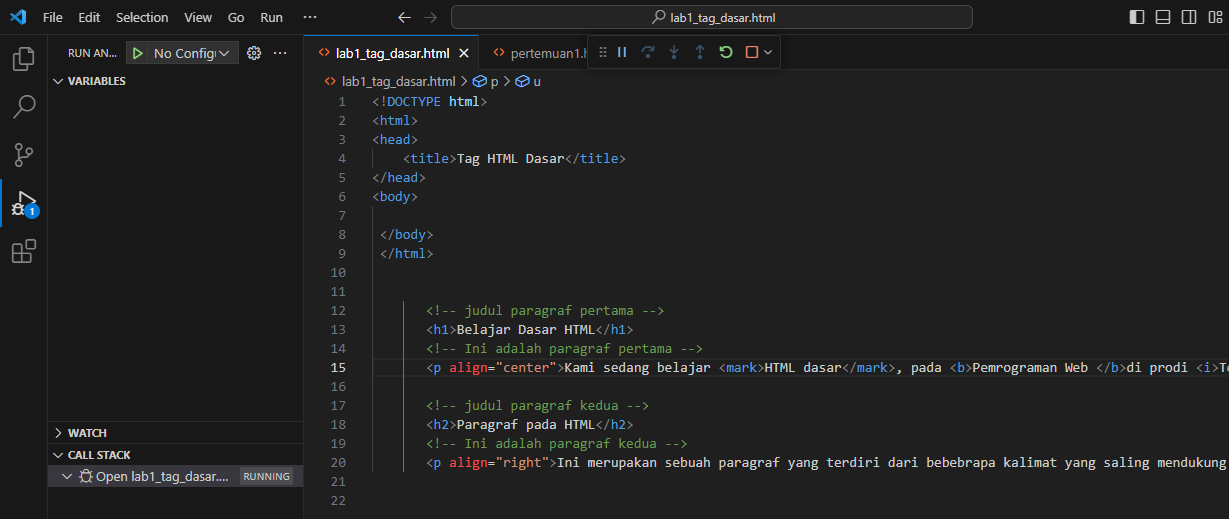 File Edit Selection View Go Run ··· lab1_tag_dasar.html
RUN AN... No Config ···
lab1_tag_dasar.html pertemuan1.h
VARIABLES
lab1_tag_dasar.html > p > u
1 <!DOCTYPE html>
2 <html>
3 <head>
4 <title>Tag HTML Dasar</title>
5 </head>
6 <body>
7
8 </body>
9 </html>
10
11
12 <!-- judul paragraf pertama -->
13 <h1>Belajar Dasar HTML</h1>
14 <!-- Ini adalah paragraf pertama -->
15 <p align="center">Kami sedang belajar <mark>HTML dasar</mark>, pada <b>Pemrograman Web </b>di prodi <i>Te
16
17 <!-- judul paragraf kedua -->
18 <h2>Paragraf pada HTML</h2>
19 <!-- Ini adalah paragraf kedua -->
20 <p align="right">Ini merupakan sebuah paragraf yang terdiri dari bebebrapa kalimat yang saling mendukung
21
22
WATCH
CALL STACK
Open lab1_tag_dasar.... RUNNING
1